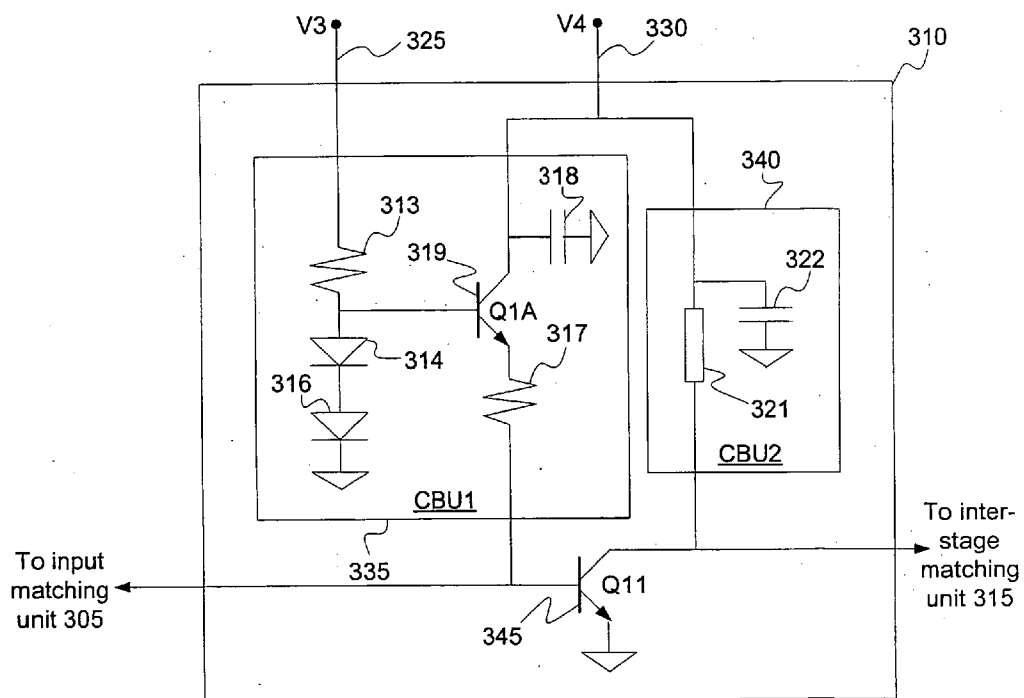 V3
325
V4
330
310
313
319
318
340
Q1A
322
314
317
316
321
CBU1
CBU2
335
To input
matching
unit 305
Q11
345
To inter-
stage
matching
unit 315